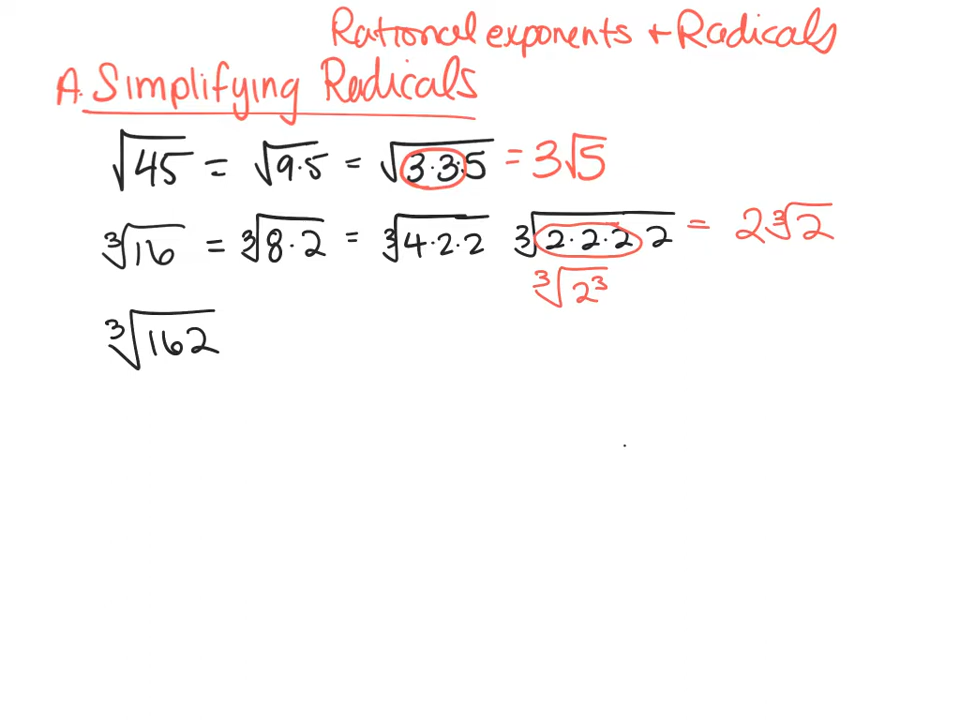 Rational exponents + Radicals
A. Simplifying Radicals
√45 = √9·5 = √3·3·5 = 3√5
∛16 = ∛8·2 = ∛4·2·2 ∛2·2·2 2 = 2∛2
∛2³
∛162